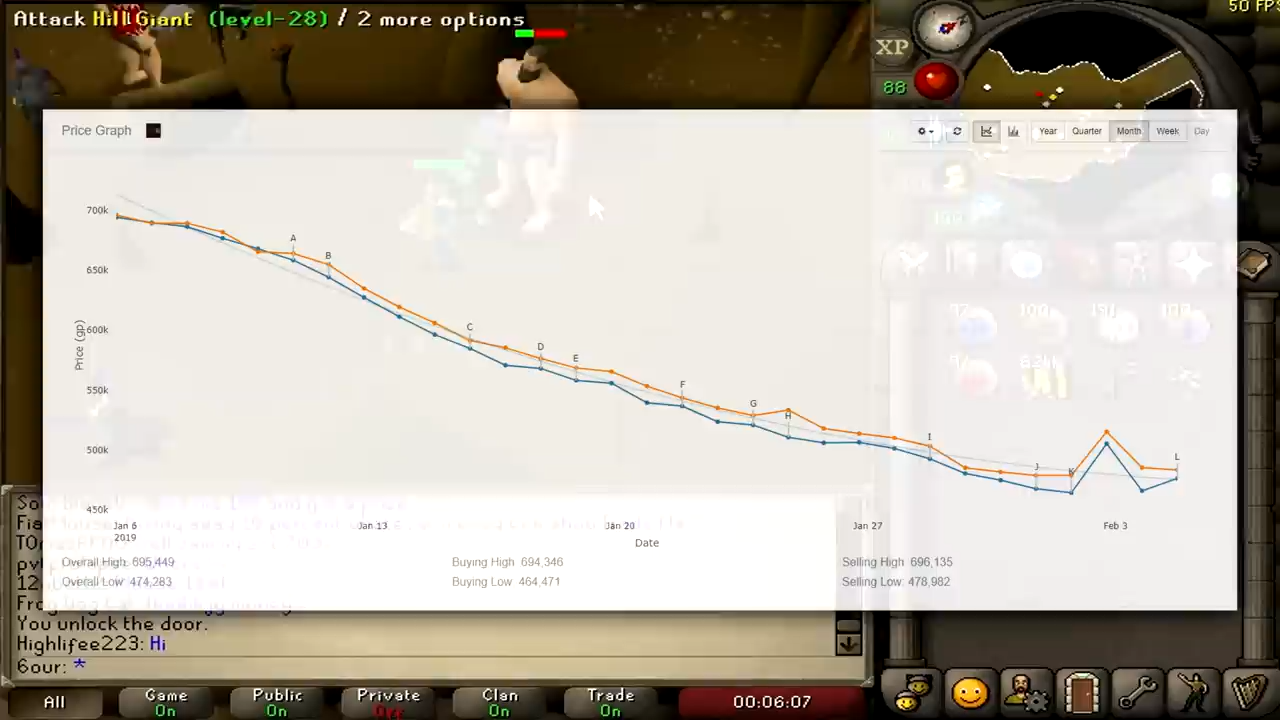 Attack Hill Giant (level-28) / 2 more options
50 FPS
XP
88
Price Graph
Year Quarter Month Week Day
700k
650k
600k
550k
500k
450k
Price (gp)
A
B
C
D
E
F
G
H
I
J
K
L
Jan 6
2019
Jan 13
Jan 20
Jan 27
Feb 3
Date
Overall High: 695,449
Buying High: 694,346
Selling High: 696,135
Overall Low: 474,283
Buying Low: 464,471
Selling Low: 478,982
You unlock the door.
Highlifee223: Hi
6our: *
All
Game
On
Public
On
Private
Off
Clan
On
Trade
On
00:06:07